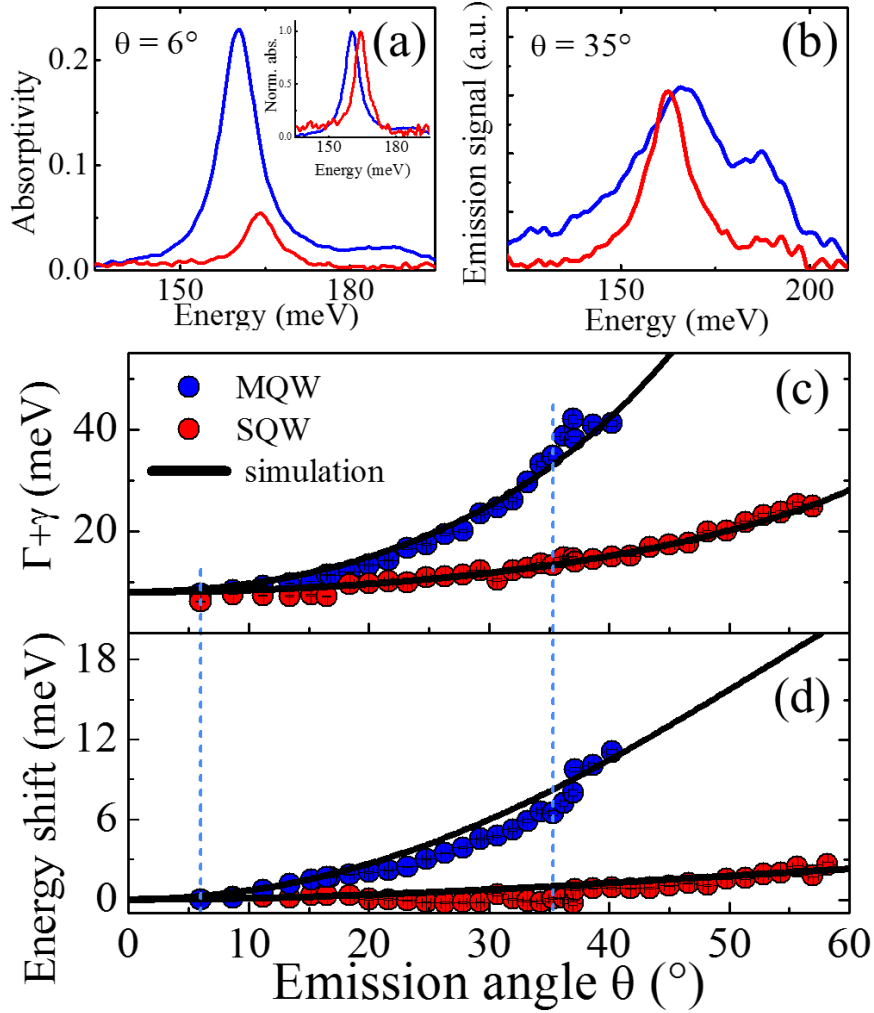 θ = 6°
(a)
0.2
0.1
0.0
Absorptivity
150
180
Energy (meV)
1.0
0.5
0.0
Norm. abs.
150
180
Energy (meV)
θ = 35°
(b)
Emission signal (a.u.)
150
200
Energy (meV)
MQW
SQW
simulation
(c)
40
20
Γ+γ (meV)
(d)
18
12
6
0
Energy shift (meV)
0
10
20
30
40
50
60
Emission angle θ (°)